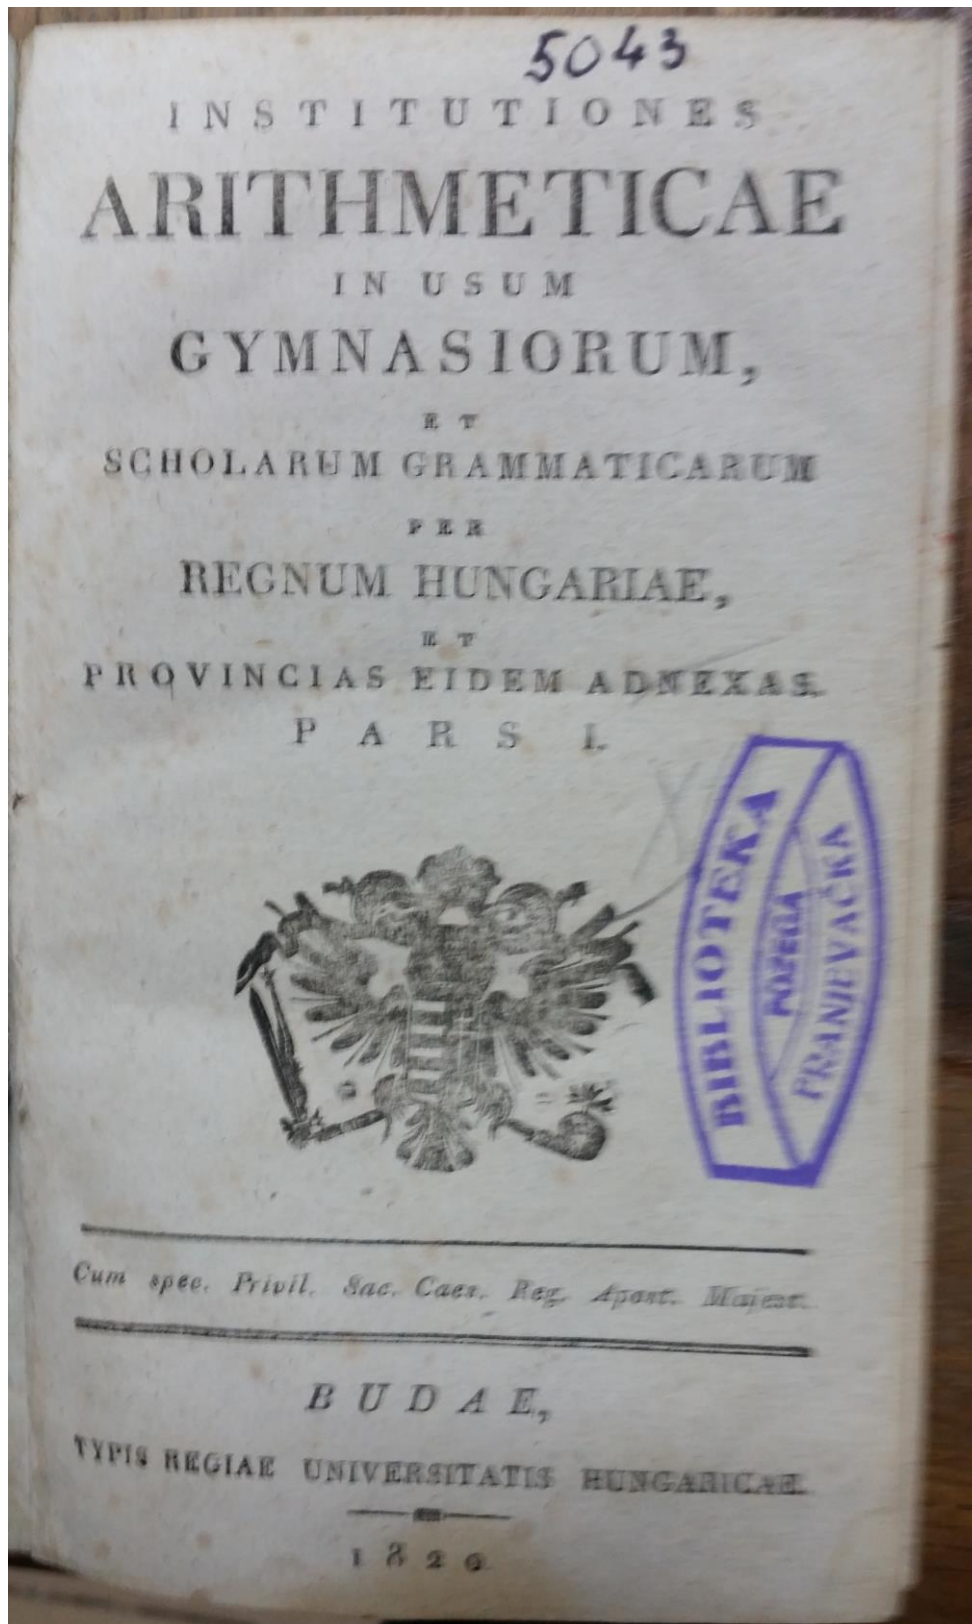 5043
INSTITUTIONES
ARITHMETICAE
IN USUM
GYMNASIORUM,
ET
SCHOLARUM GRAMMATICARUM
PER
REGNUM HUNGARIAE,
ET
PROVINCIAS EIDEM ADNEXAS.
PARS I.
BIBLIOTEKA
POŽEGA
FRANJEVAČKA
Cum spec. Privil. Sac. Caes. Reg. Apost. Majest.
BUDAE,
TYPIS REGIAE UNIVERSITATIS HUNGARICAE.